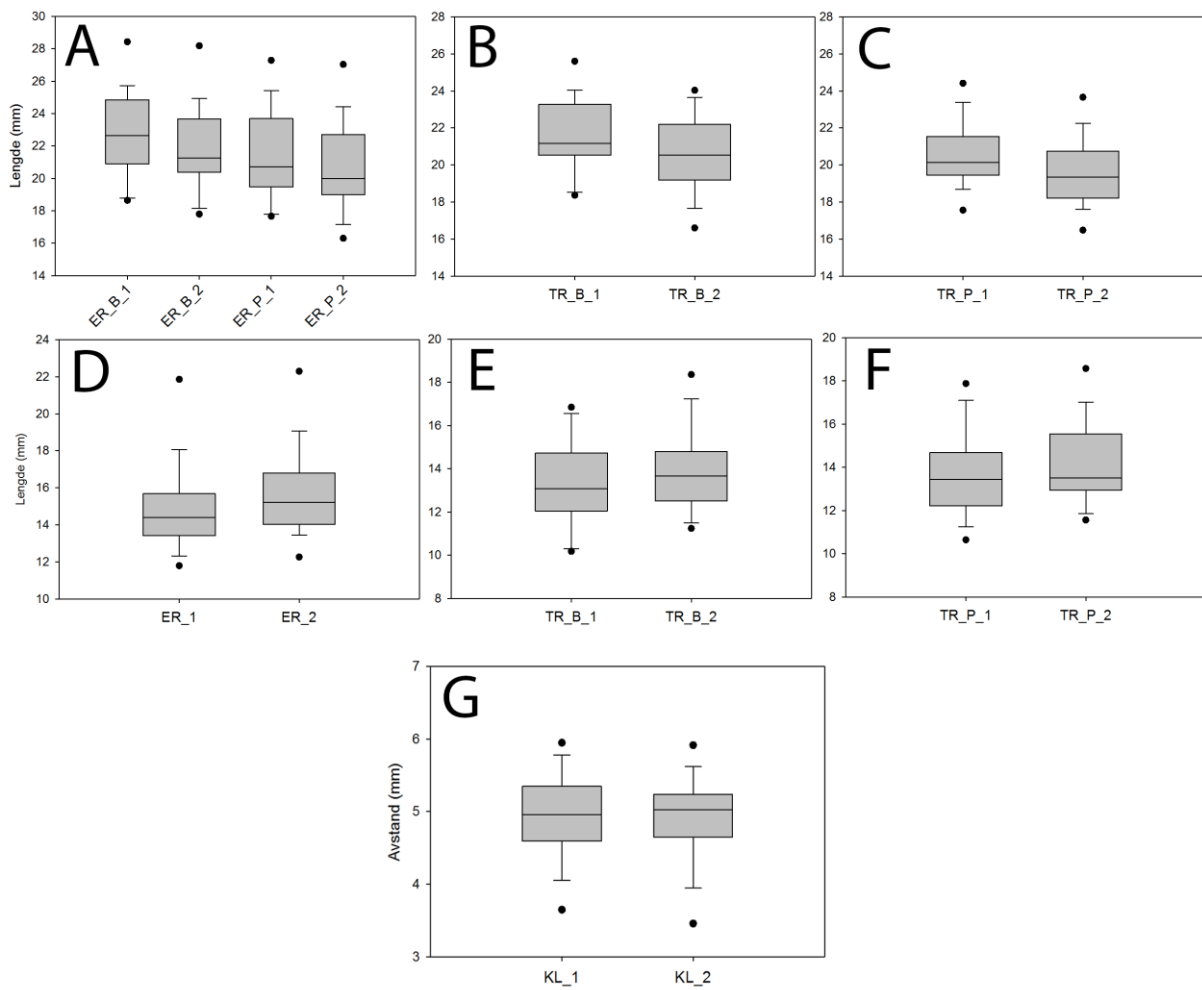 A
Lengde (mm)
30
28
26
24
22
20
18
16
14
ER_B_1
ER_B_2
ER_P_1
ER_P_2
B
28
26
24
22
20
18
16
14
TR_B_1
TR_B_2
C
28
26
24
22
20
18
16
14
TR_P_1
TR_P_2
D
Lengde (mm)
24
22
20
18
16
14
12
10
ER_1
ER_2
E
20
18
16
14
12
10
8
TR_B_1
TR_B_2
F
20
18
16
14
12
10
8
TR_P_1
TR_P_2
G
Avstand (mm)
7
6
5
4
3
KL_1
KL_2